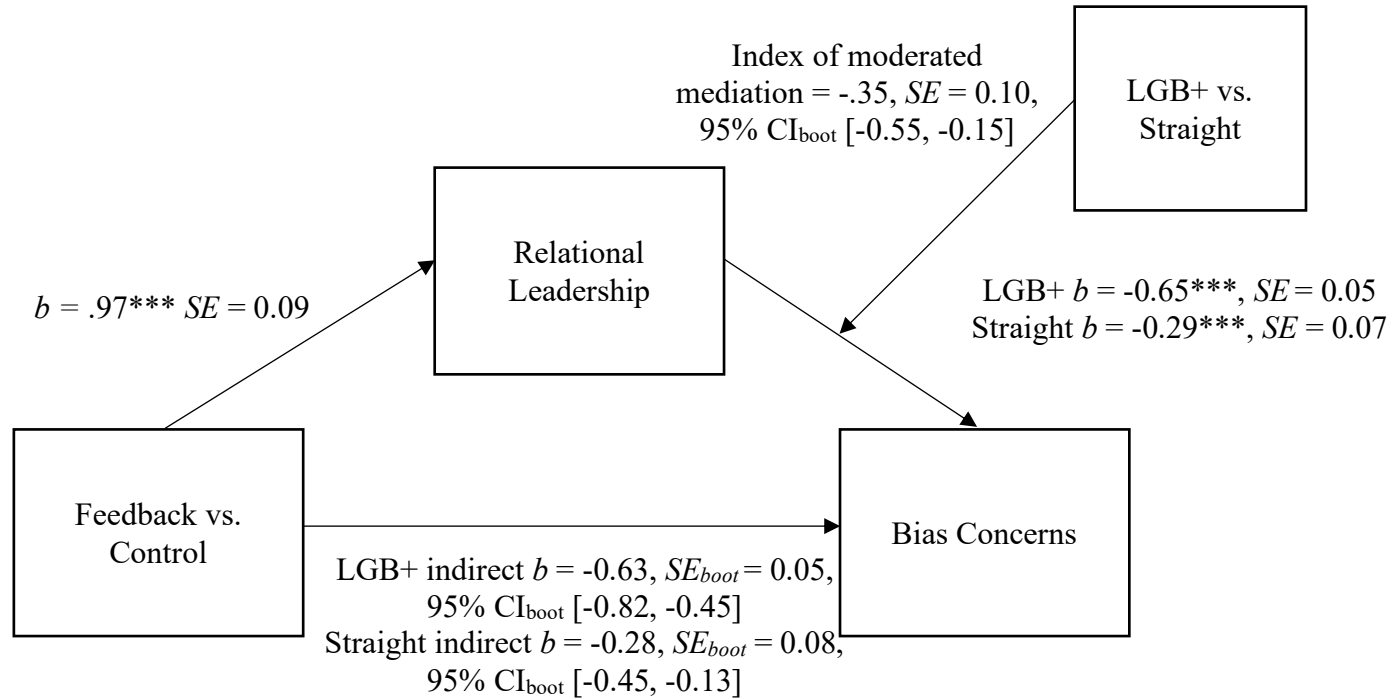 Index of moderated
mediation = -.35, SE = 0.10,
95% CIboot [-0.55, -0.15]
LGB+ vs.
Straight
Relational
Leadership
b = .97*** SE = 0.09
LGB+ b = -0.65***, SE = 0.05
Straight b = -0.29***, SE = 0.07
Feedback vs.
Control
Bias Concerns
LGB+ indirect b = -0.63, SEboot = 0.05,
95% CIboot [-0.82, -0.45]
Straight indirect b = -0.28, SEboot = 0.08,
95% CIboot [-0.45, -0.13]